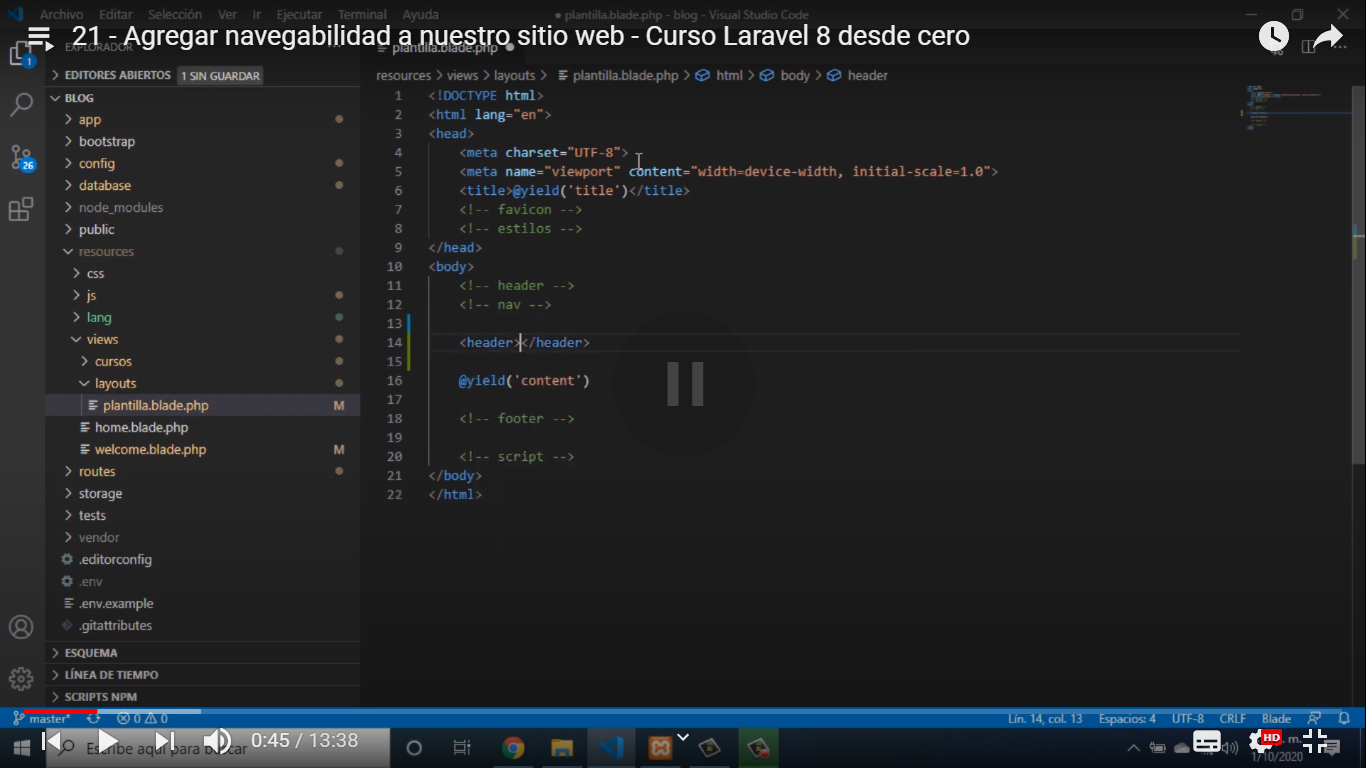 Archivo Editar Selección Ver Ir Ejecutar Terminal Ayuda
● plantilla.blade.php - blog - Visual Studio Code
21 - Agregar navegabilidad a nuestro sitio web - Curso Laravel 8 desde cero
EXPLORADOR
plantilla.blade.php ●
EDITORES ABIERTOS 1 SIN GUARDAR
resources > views > layouts > plantilla.blade.php > html > body > header
1
26
BLOG
app
bootstrap
config
database
node_modules
public
resources
css
js
lang
views
cursos
layouts
plantilla.blade.php M
home.blade.php
welcome.blade.php M
routes
storage
tests
vendor
.editorconfig
.env
.env.example
.gitattributes
ESQUEMA
LÍNEA DE TIEMPO
SCRIPTS NPM
1 <!DOCTYPE html>
2 <html lang="en">
3 <head>
4 <meta charset="UTF-8">
5 <meta name="viewport" content="width=device-width, initial-scale=1.0">
6 <title>@yield('title')</title>
7 <!-- favicon -->
8 <!-- estilos -->
9 </head>
10 <body>
11 <!-- header -->
12 <!-- nav -->
13
14 <header></header>
15
16 @yield('content')
17
18 <!-- footer -->
19
20 <!-- script -->
21 </body>
22 </html>
master* 0 0 Lín. 14, col. 13 Espacios: 4 UTF-8 CRLF Blade
Escribe aquí para buscar
0:45 / 13:38
HD
m.
1/10/2020